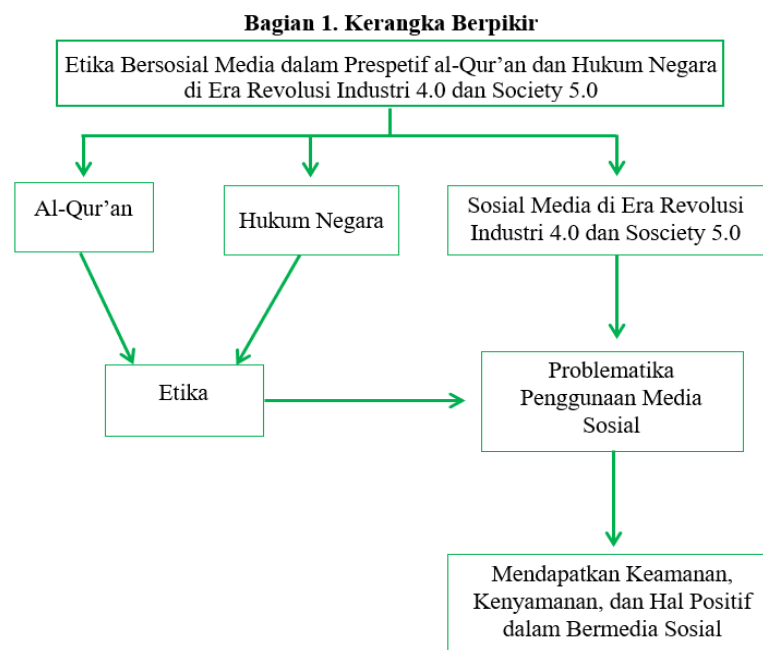 Bagian 1. Kerangka Berpikir
Etika Bersosial Media dalam Prespetif al-Qur’an dan Hukum Negara
di Era Revolusi Industri 4.0 dan Society 5.0
Al-Qur’an
Hukum Negara
Sosial Media di Era Revolusi
Industri 4.0 dan Sosciety 5.0
Etika
Problematika
Penggunaan Media
Sosial
Mendapatkan Keamanan,
Kenyamanan, dan Hal Positif
dalam Bermedia Sosial